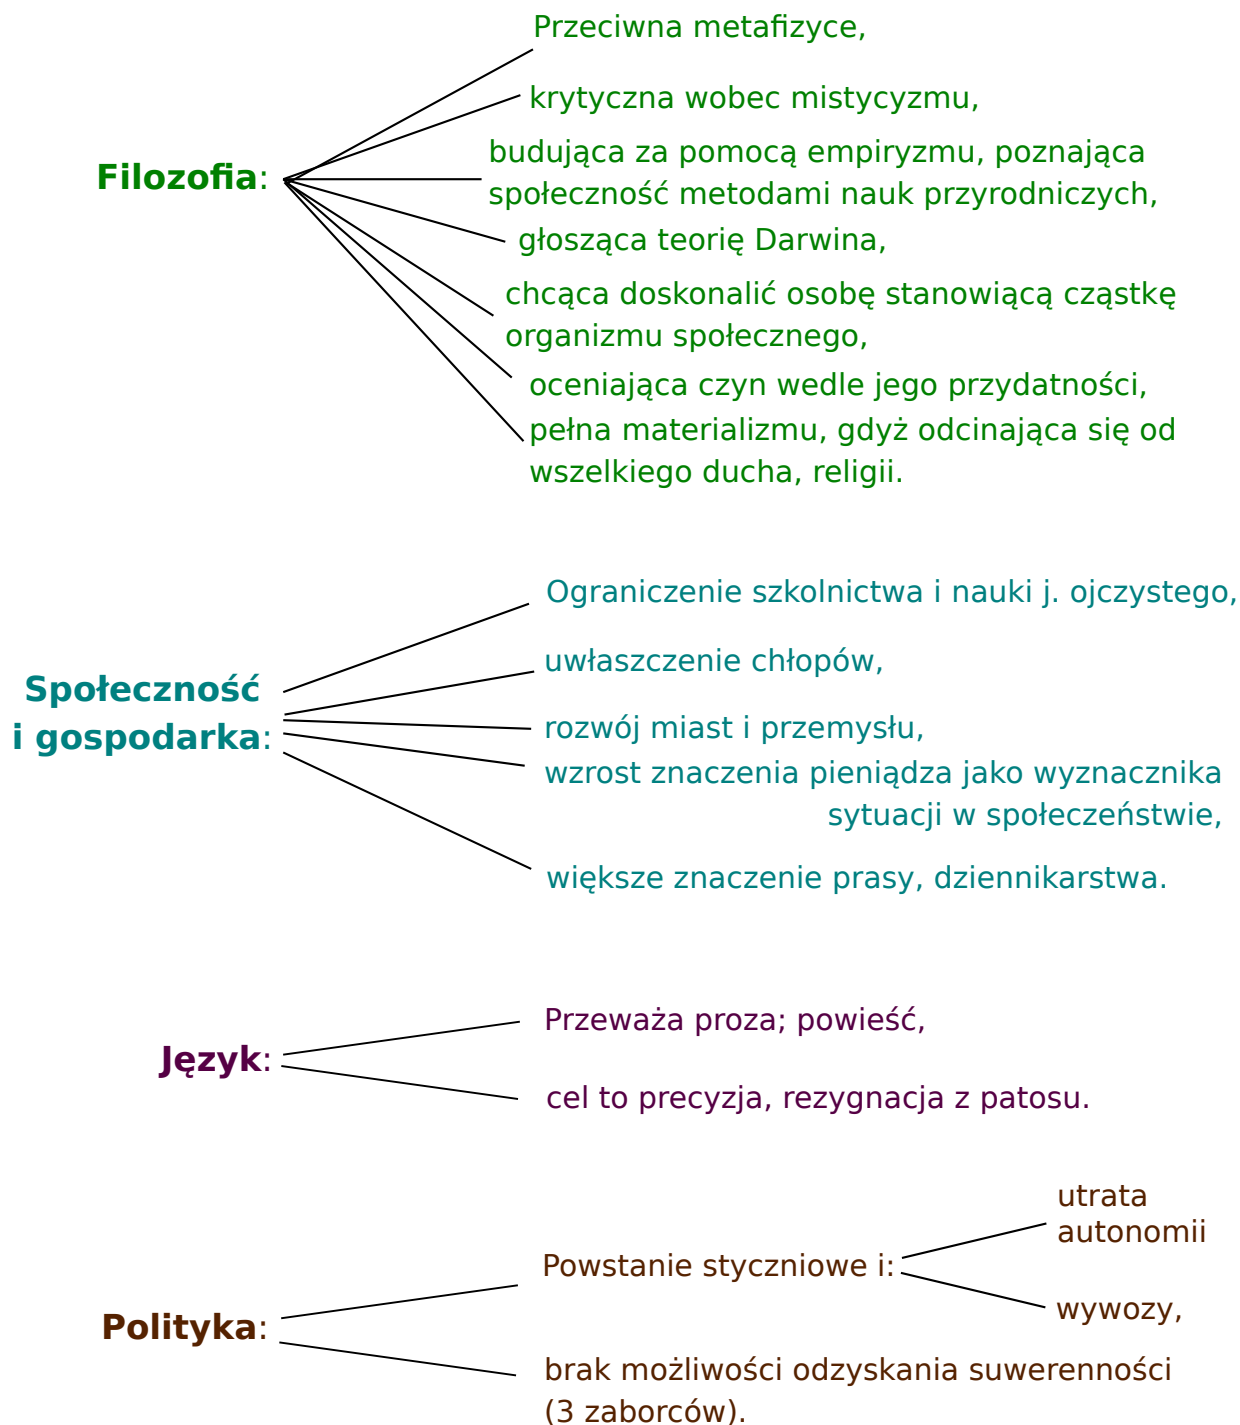 Przeciwna metafizyce,
krytyczna wobec mistycyzmu,
Filozofia:
budująca za pomocą empiryzmu, poznająca
społeczność metodami nauk przyrodniczych,
głosząca teorię Darwina,
chcąca doskonalić osobę stanowiącą cząstkę
organizmu społecznego,
oceniająca czyn wedle jego przydatności,
pełna materializmu, gdyż odcinająca się od
wszelkiego ducha, religii.
Społeczność
i gospodarka:
Ograniczenie szkolnictwa i nauki j. ojczystego,
uwłaszczenie chłopów,
rozwój miast i przemysłu,
wzrost znaczenia pieniądza jako wyznacznika
sytuacji w społeczeństwie,
większe znaczenie prasy, dziennikarstwa.
Język:
Przeważa proza; powieść,
cel to precyzja, rezygnacja z patosu.
Polityka:
Powstanie styczniowe i:
utrata
autonomii
wywozy,
brak możliwości odzyskania suwerenności
(3 zaborców).